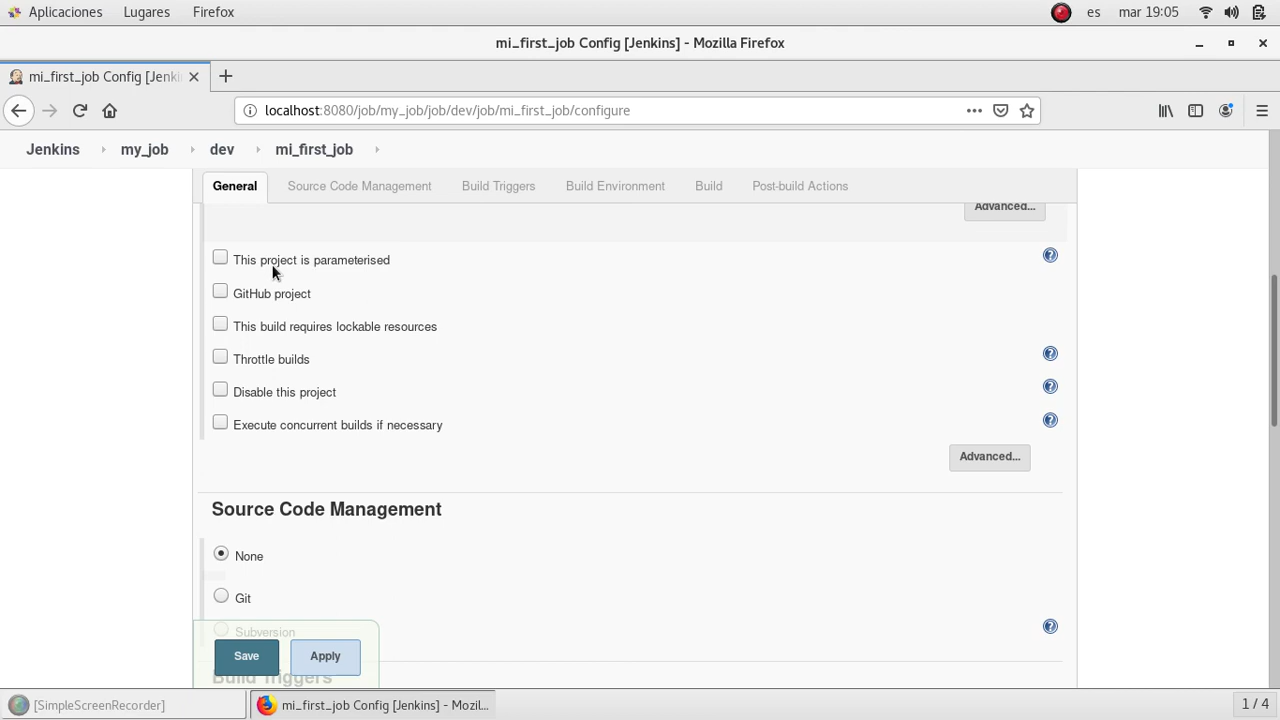 Aplicaciones Lugares Firefox es mar 19:05
mi_first_job Config [Jenkins] - Mozilla Firefox
mi_first_job Config [Jenki
localhost:8080/job/my_job/job/dev/job/mi_first_job/configure
Jenkins my_job dev mi_first_job
General Source Code Management Build Triggers Build Environment Build Post-build Actions
Advanced...
This project is parameterised
GitHub project
This build requires lockable resources
Throttle builds
Disable this project
Execute concurrent builds if necessary
Advanced...
Source Code Management
None
Git
Subversion
Save Apply
Build Triggers
[SimpleScreenRecorder] mi_first_job Config [Jenkins] - Mozil... 1 / 4